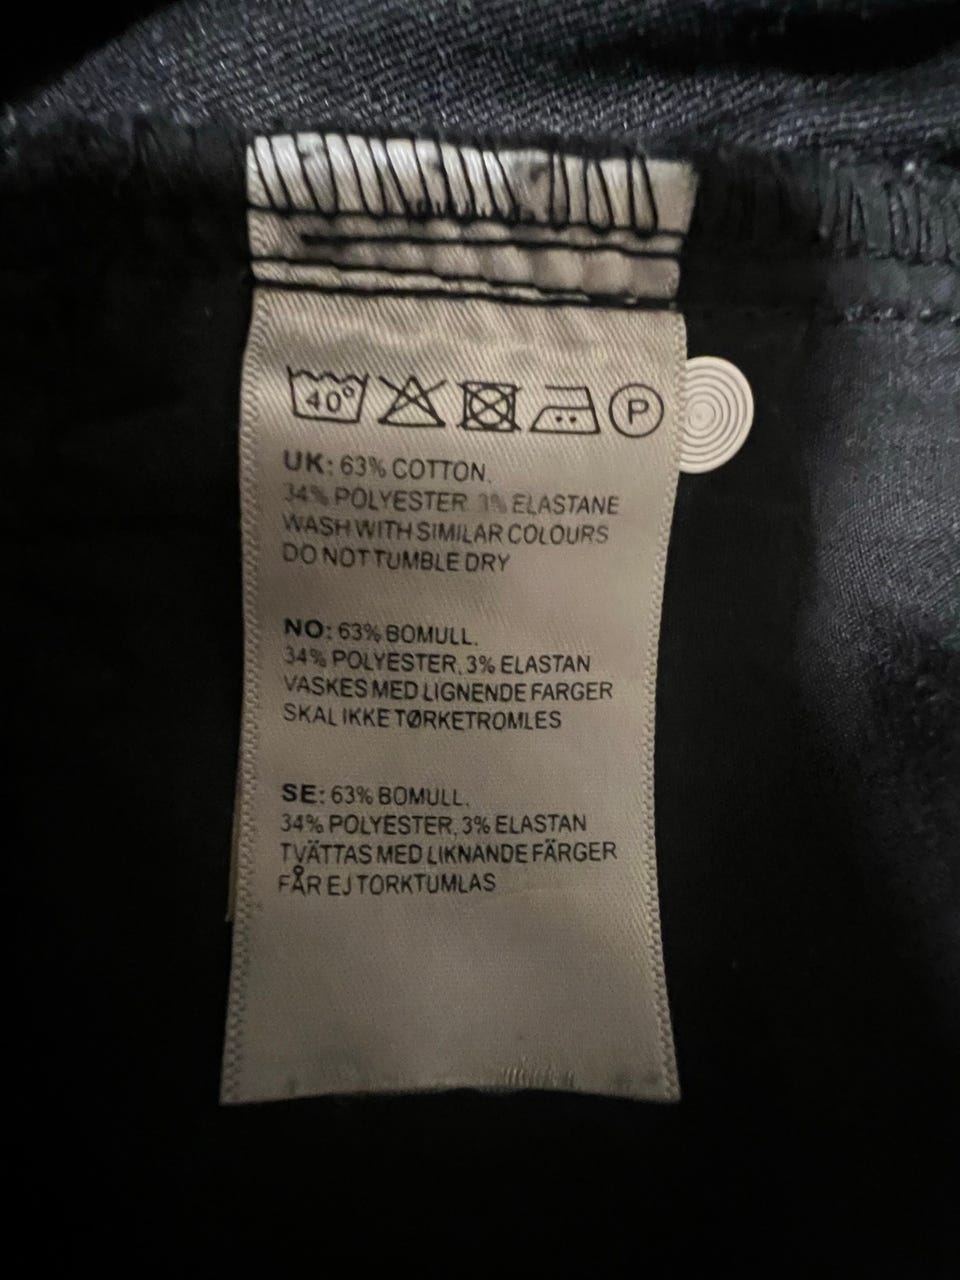 40°
P
UK: 63% COTTON,
34% POLYESTER, 3% ELASTANE
WASH WITH SIMILAR COLOURS
DO NOT TUMBLE DRY
NO: 63% BOMULL,
34% POLYESTER, 3% ELASTAN
VASKES MED LIGNENDE FARGER
SKAL IKKE TØRKETROMLES
SE: 63% BOMULL,
34% POLYESTER, 3% ELASTAN
TVÄTTAS MED LIKNANDE FÄRGER
FÅR EJ TORKTUMLAS